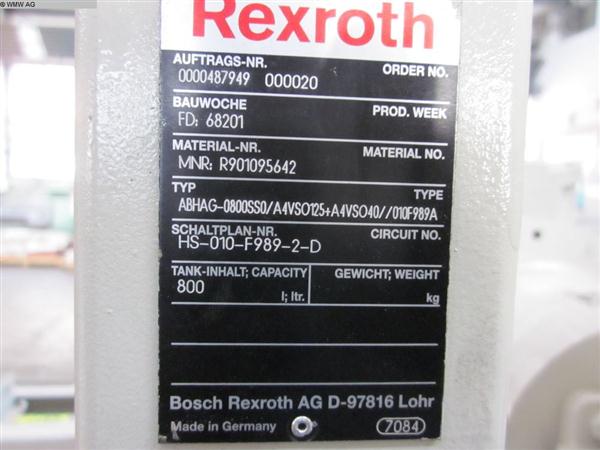 © WMW AG
Rexroth
AUFTRAGS-NR. ORDER NO.
0000487949 000020
BAUWOCHE PROD. WEEK
FD: 68201
MATERIAL-NR. MATERIAL NO.
MNR: R901095642
TYP TYPE
ABHAG-0800SS0/A4VSO125+A4VSO40//010F989A
SCHALTPLAN-NR. CIRCUIT NO.
HS-010-F989-2-D
TANK-INHALT; CAPACITY GEWICHT; WEIGHT
800 l; ltr. kg
Bosch Rexroth AG D-97816 Lohr
Made in Germany 7084